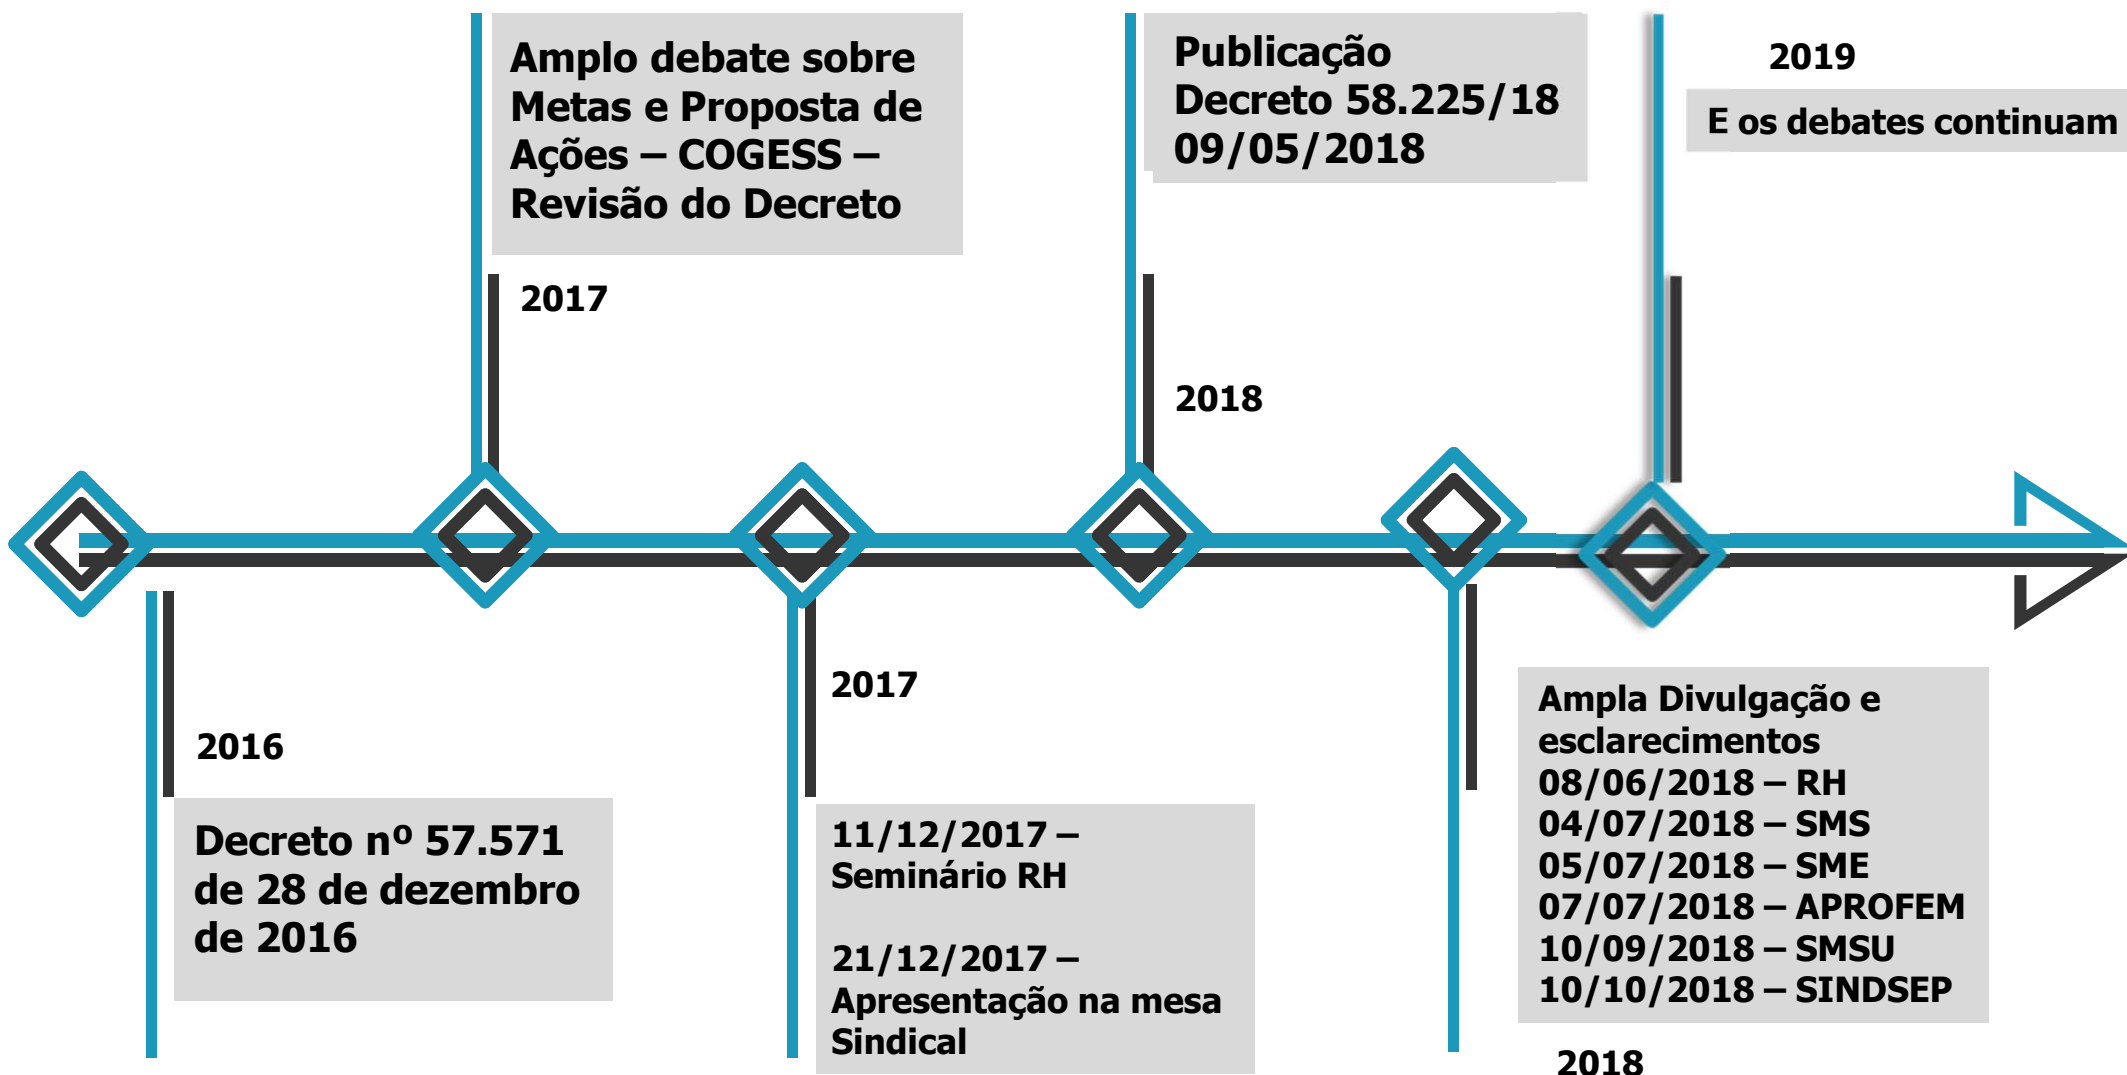 2016
Decreto nº 57.571
de 28 de dezembro
de 2016
Amplo debate sobre
Metas e Proposta de
Ações – COGESS –
Revisão do Decreto
2017
2017
11/12/2017 –
Seminário RH
21/12/2017 –
Apresentação na mesa
Sindical
Publicação
Decreto 58.225/18
09/05/2018
2018
Ampla Divulgação e
esclarecimentos
08/06/2018 – RH
04/07/2018 – SMS
05/07/2018 – SME
07/07/2018 – APROFEM
10/09/2018 – SMSU
10/10/2018 – SINDSEP
2018
2019
E os debates continuam